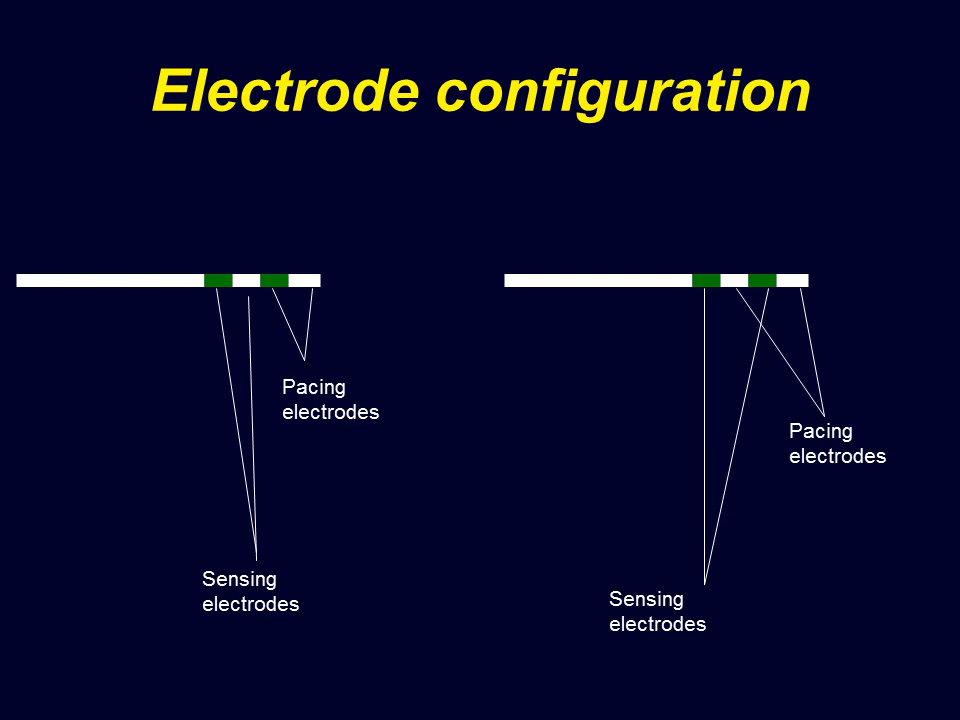 Electrode configuration
Pacing
electrodes
Sensing
electrodes
Pacing
electrodes
Sensing
electrodes